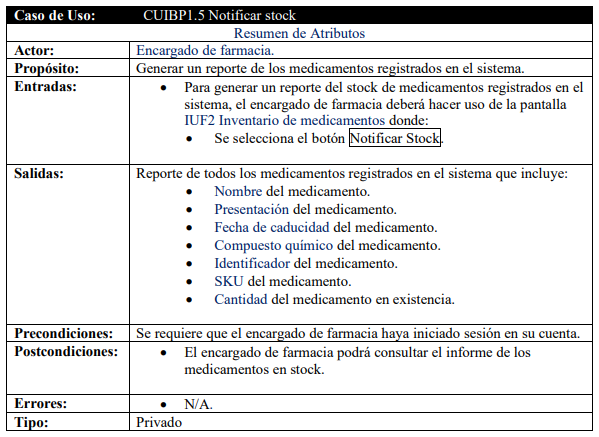 Caso de Uso: CUIBP1.5 Notificar stock
Resumen de Atributos
Actor: Encargado de farmacia.
Propósito: Generar un reporte de los medicamentos registrados en el sistema.
Entradas: • Para generar un reporte del stock de medicamentos registrados en el
sistema, el encargado de farmacia deberá hacer uso de la pantalla
IUF2 Inventario de medicamentos donde:
• Se selecciona el botón Notificar Stock.
Salidas: Reporte de todos los medicamentos registrados en el sistema que incluye:
• Nombre del medicamento.
• Presentación del medicamento.
• Fecha de caducidad del medicamento.
• Compuesto químico del medicamento.
• Identificador del medicamento.
• SKU del medicamento.
• Cantidad del medicamento en existencia.
Precondiciones: Se requiere que el encargado de farmacia haya iniciado sesión en su cuenta.
Postcondiciones: • El encargado de farmacia podrá consultar el informe de los
medicamentos en stock.
Errores: • N/A.
Tipo: Privado